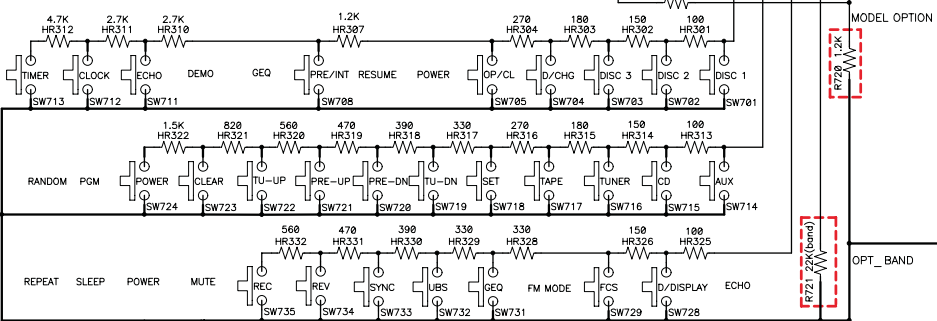 MODEL OPTION
4.7K 2.7K 2.7K 1.2K 270 180 150 100
HR312 HR311 HR310 HR307 HR304 HR303 HR302 HR301
R720 1.2K
TIMER CLOCK ECHO DEMO GEQ PRE/INT RESUME POWER OP/CL D/CHG DISC 3 DISC 2 DISC 1
SW713 SW712 SW711 SW708 SW705 SW704 SW703 SW702 SW701
1.5K 820 560 470 390 330 270 180 150 100
HR322 HR321 HR320 HR319 HR318 HR317 HR316 HR315 HR314 HR313
RANDOM PGM POWER CLEAR TU-UP PRE-UP PRE-DN TU-DN SET TAPE TUNER CD AUX
SW724 SW723 SW722 SW721 SW720 SW719 SW718 SW717 SW716 SW715 SW714
560 470 390 330 330 150 100
HR332 HR331 HR330 HR329 HR328 HR326 HR325
R721 22K(bond)
OPT_BAND
REPEAT SLEEP POWER MUTE REC REV SYNC UBS GEQ FM MODE FCS D/DISPLAY ECHO
SW735 SW734 SW733 SW732 SW731 SW729 SW728